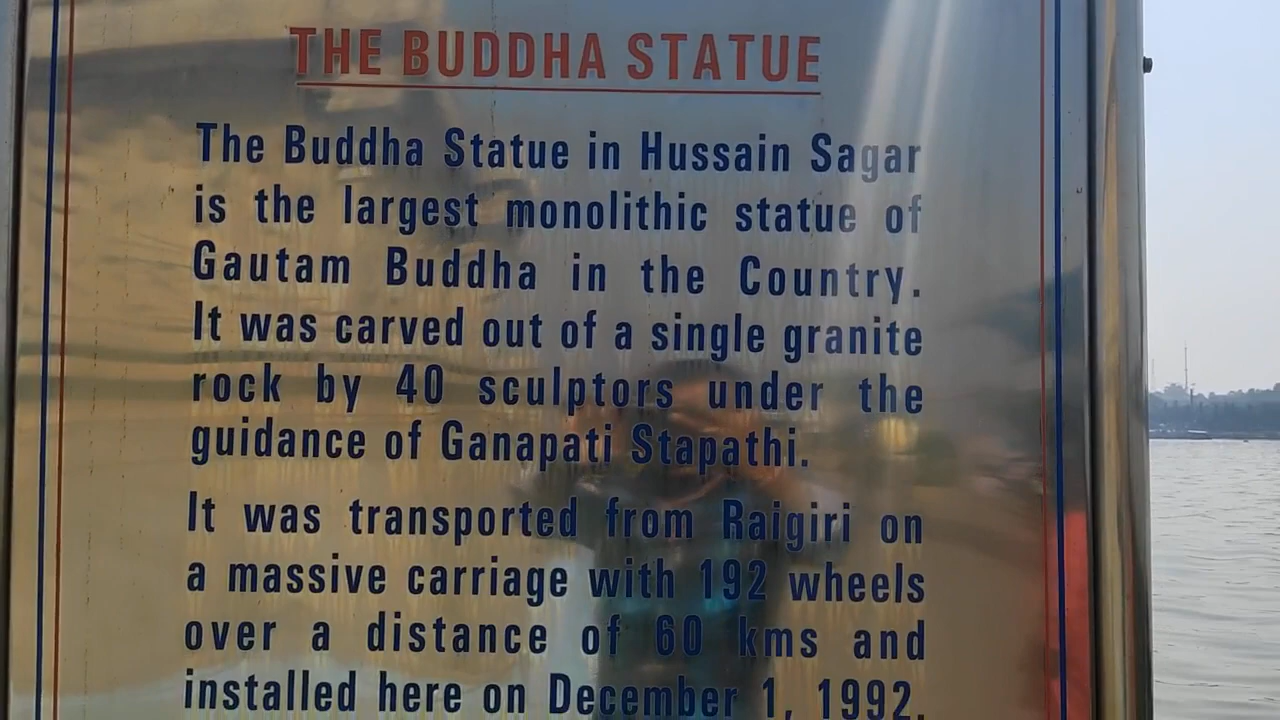 THE BUDDHA STATUE
The Buddha Statue in Hussain Sagar
is the largest monolithic statue of
Gautam Buddha in the Country.
It was carved out of a single granite
rock by 40 sculptors under the
guidance of Ganapati Stapathi.
It was transported from Raigiri on
a massive carriage with 192 wheels
over a distance of 60 kms and
installed here on December 1, 1992.